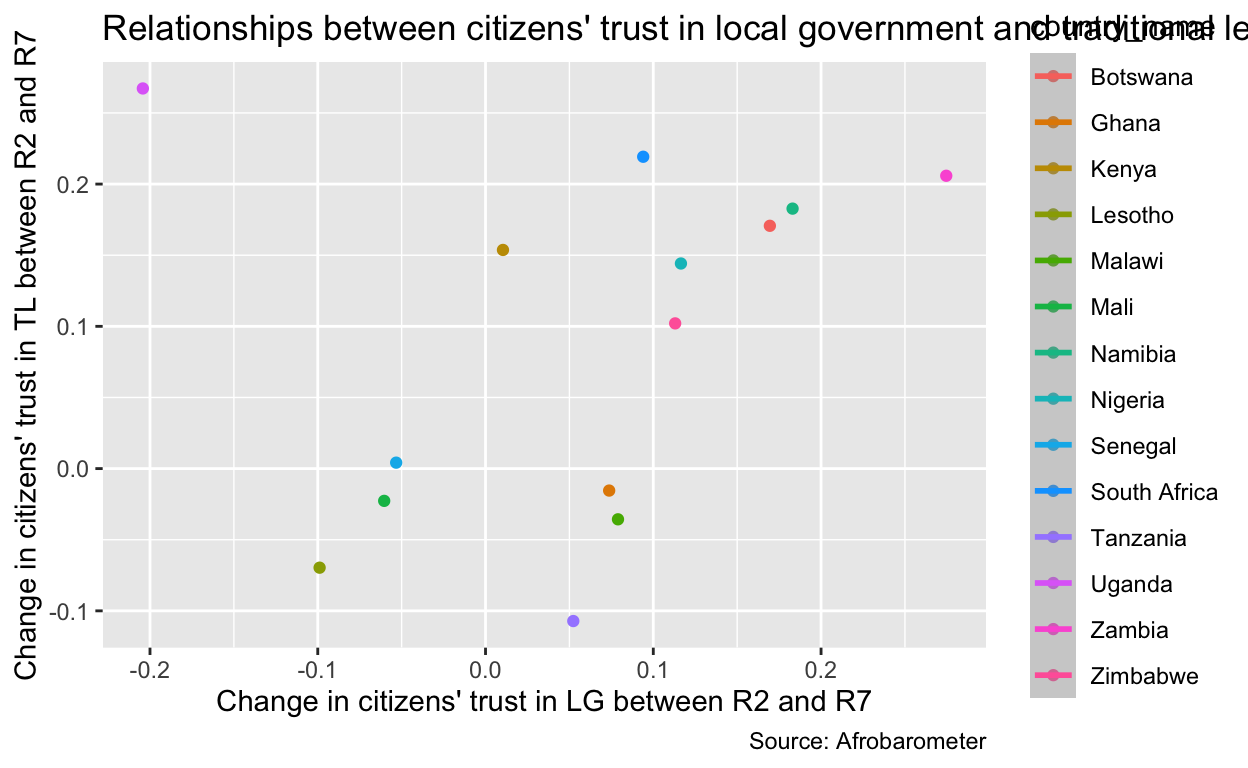 Relationships between citizens' trust in local government and traditional le
country_name
Change in citizens' trust in TL between R2 and R7
0.2
0.1
0.0
-0.1
-0.2
-0.1
0.0
0.1
0.2
Change in citizens' trust in LG between R2 and R7
Source: Afrobarometer
Botswana
Ghana
Kenya
Lesotho
Malawi
Mali
Namibia
Nigeria
Senegal
South Africa
Tanzania
Uganda
Zambia
Zimbabwe